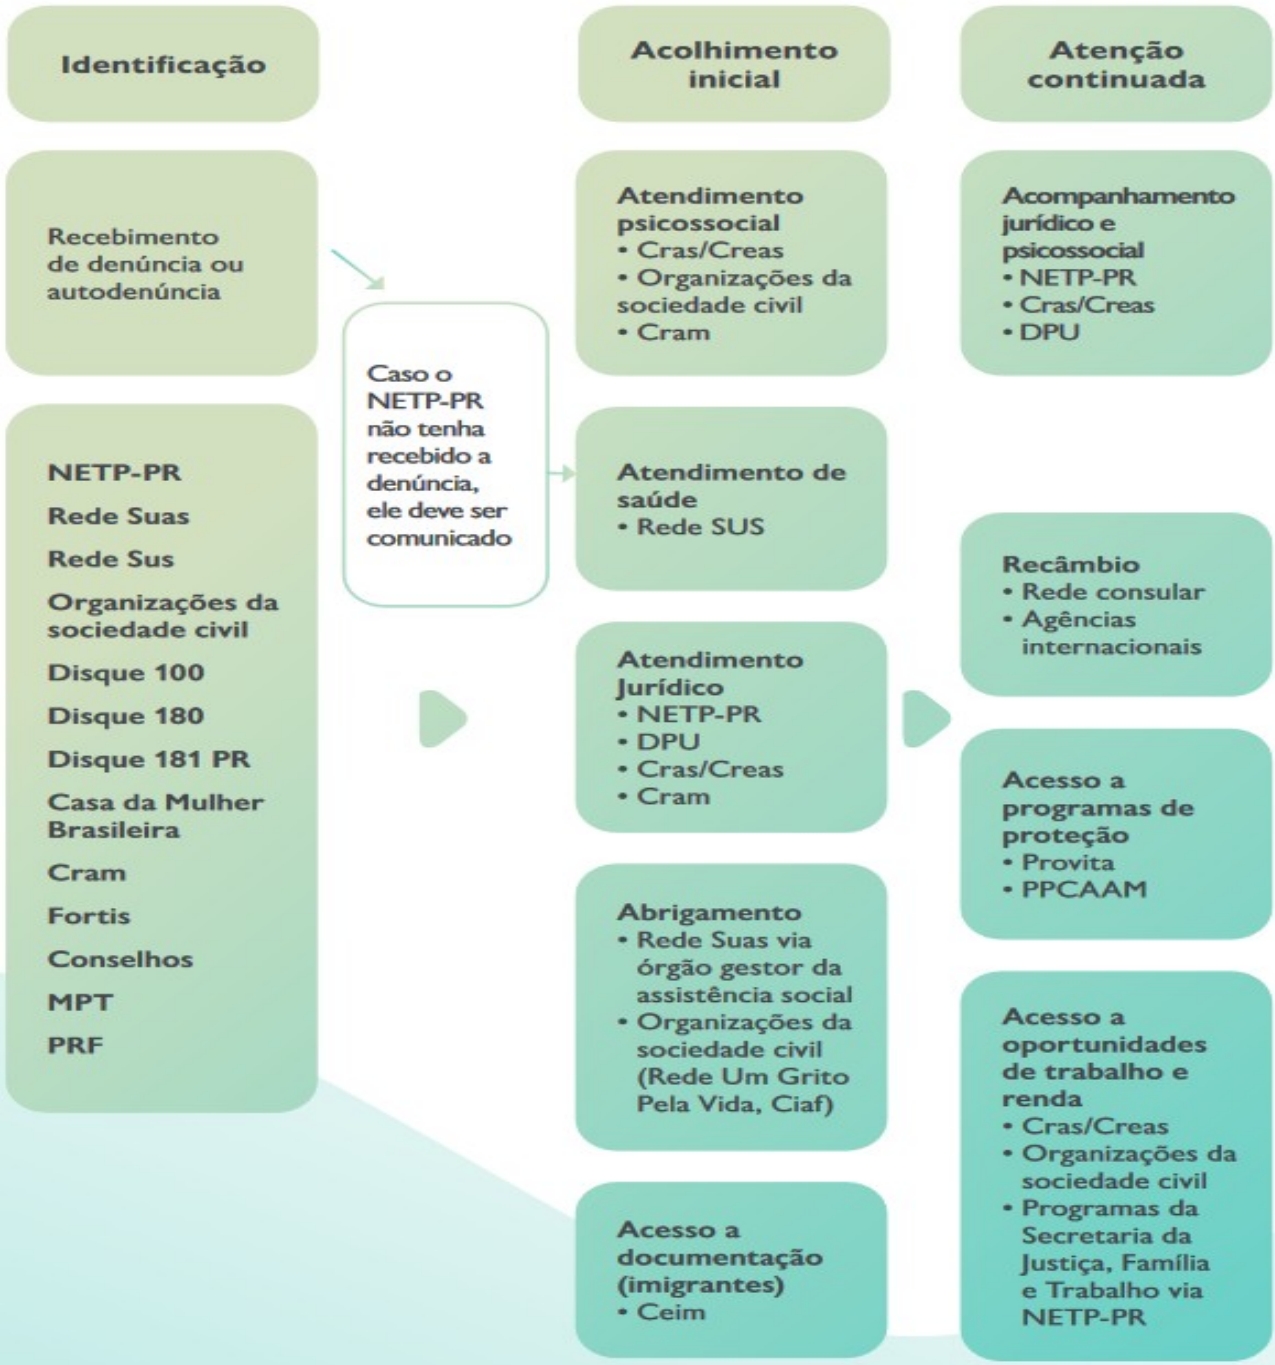 Identificação
Recebimento
de denúncia ou
autodenúncia
NETP-PR
Rede Suas
Rede Sus
Organizações da
sociedade civil
Disque 100
Disque 180
Disque 181 PR
Casa da Mulher
Brasileira
Cram
Fortis
Conselhos
MPT
PRF
Caso o
NETP-PR
não tenha
recebido a
denúncia,
ele deve ser
comunicado
Acolhimento
inicial
Atendimento
psicossocial
• Cras/Creas
• Organizações da
sociedade civil
• Cram
Atendimento de
saúde
• Rede SUS
Atendimento
Jurídico
• NETP-PR
• DPU
• Cras/Creas
• Cram
Abrigamento
• Rede Suas via
órgão gestor da
assistência social
• Organizações da
sociedade civil
(Rede Um Grito
Pela Vida, Ciaf)
Acesso a
documentação
(imigrantes)
• Ceim
Atenção
continuada
Acompanhamento
jurídico e
psicossocial
• NETP-PR
• Cras/Creas
• DPU
Recâmbio
• Rede consular
• Agências
internacionais
Acesso a
programas de
proteção
• Provita
• PPCAAM
Acesso a
oportunidades
de trabalho e
renda
• Cras/Creas
• Organizações da
sociedade civil
• Programas da
Secretaria da
Justiça, Família
e Trabalho via
NETP-PR